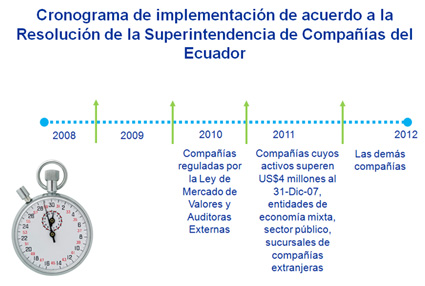 Cronograma de implementación de acuerdo a la
Resolución de la Superintendencia de Compañías del
Ecuador
2008
2009
2010
2011
2012
Compañías
reguladas por
la Ley de
Mercado de
Valores y
Auditoras
Externas
Compañías cuyos
activos superen
US$4 millones al
31-Dic-07,
entidades de
economía mixta,
sector público,
sucursales de
compañías
extranjeras
Las demás
compañías